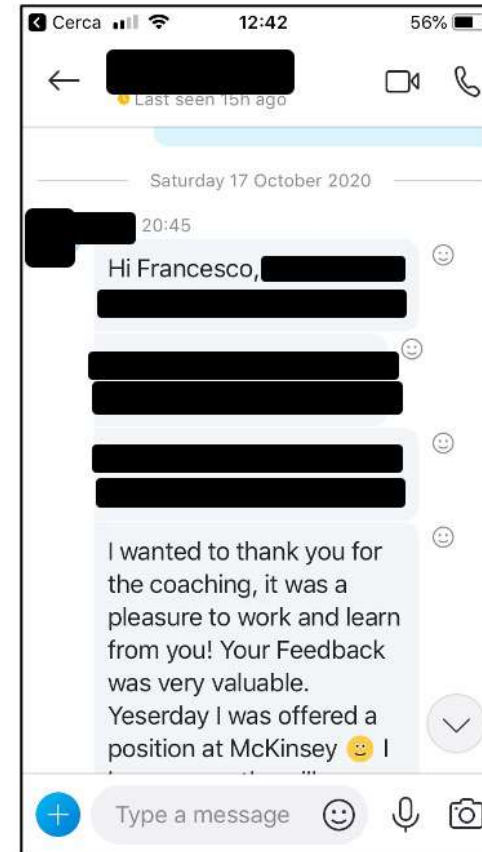 Cerca 12:42 56%
Last seen 15h ago
Saturday 17 October 2020
20:45
Hi Francesco,
I wanted to thank you for
the coaching, it was a
pleasure to work and learn
from you! Your Feedback
was very valuable.
Yeserday I was offered a
position at McKinsey 🙂 I
Type a message